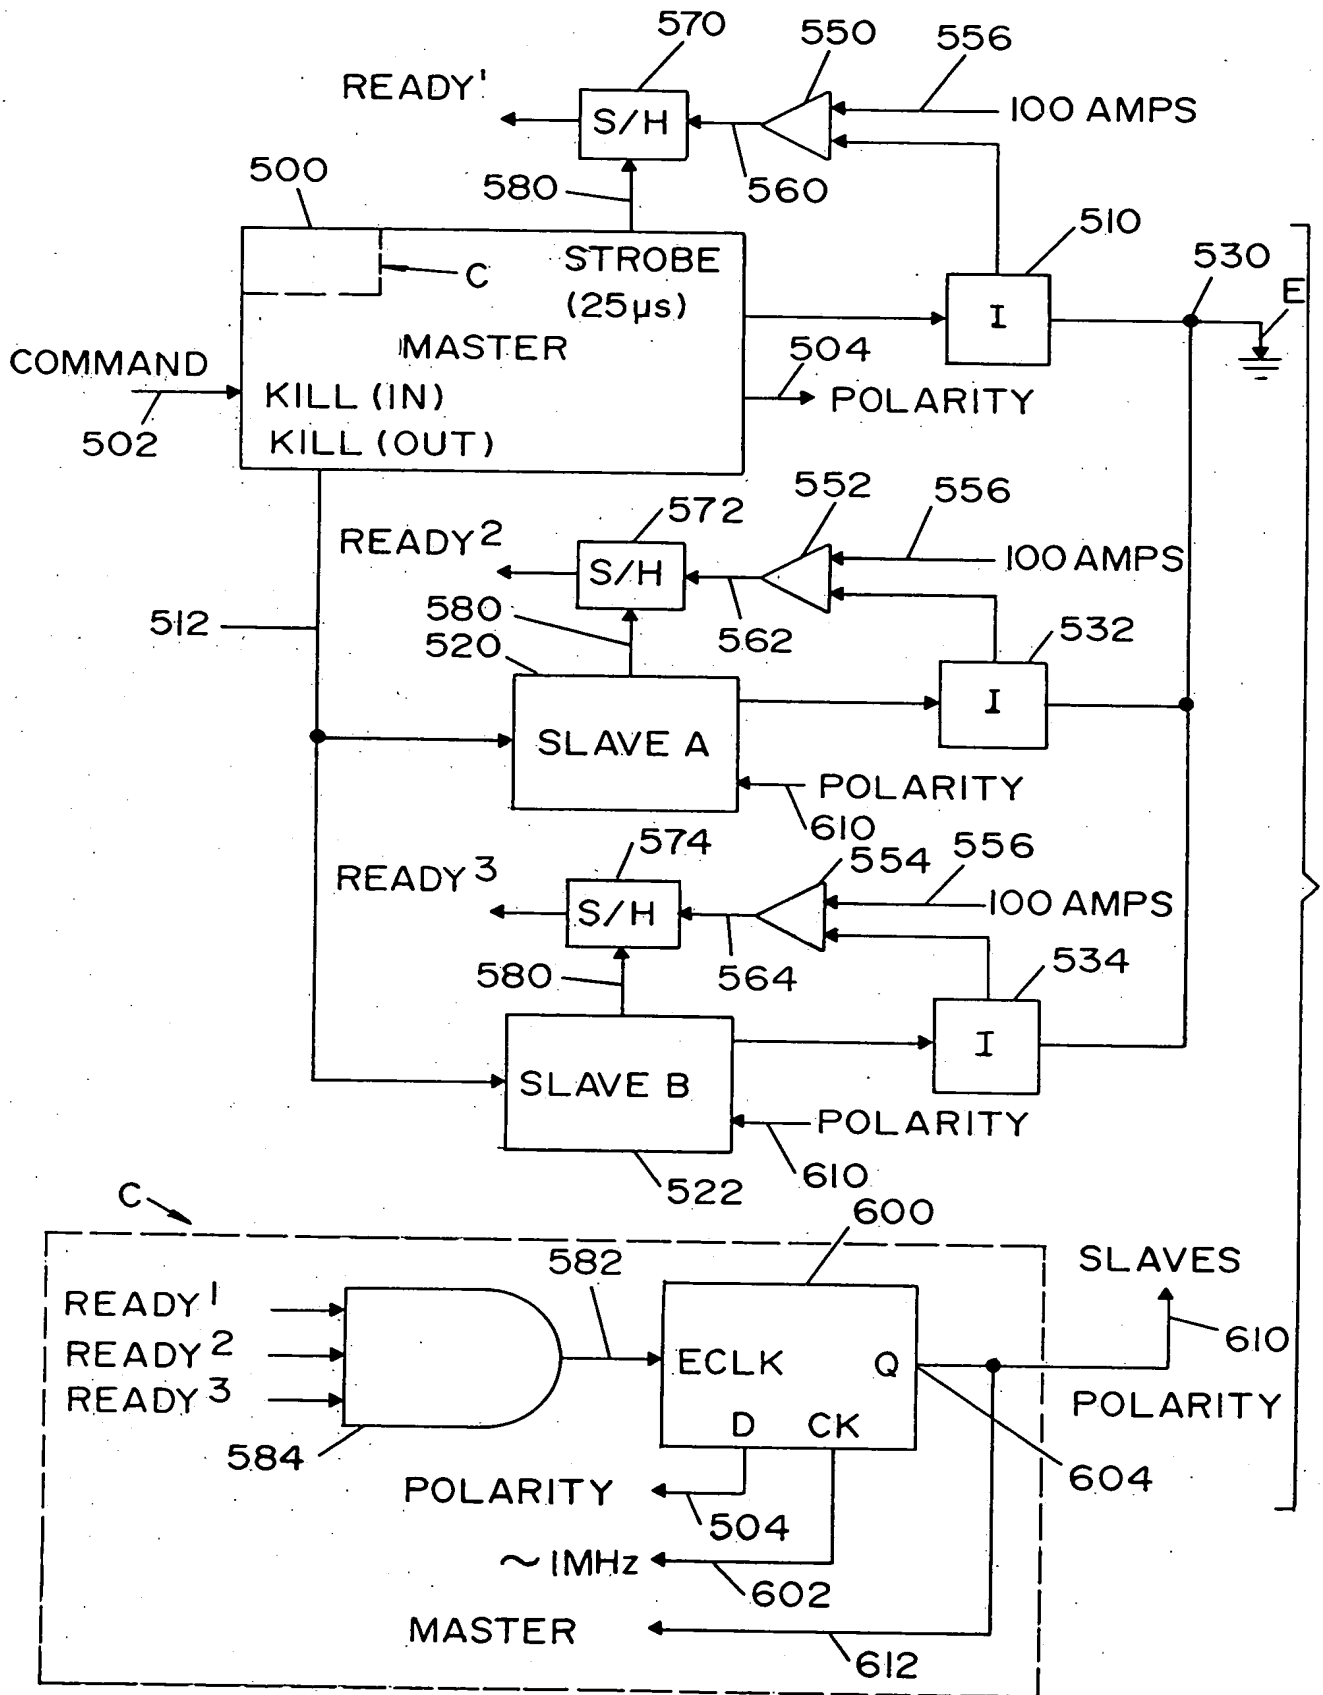 570
550
556
READY¹
S/H
100 AMPS
500
580
560
510
530
STROBE
(25µs)
C
I
E
COMMAND
MASTER
504
KILL (IN)
POLARITY
502
KILL (OUT)
552
556
572
READY²
S/H
100 AMPS
512
580
562
532
520
SLAVE A
I
POLARITY
610
574
554
556
READY³
S/H
100 AMPS
580
564
534
SLAVE B
I
POLARITY
610
522
C
600
582
SLAVES
READY¹
READY²
READY³
ECLK
Q
610
D
CK
POLARITY
584
604
POLARITY
504
~1MHz
602
MASTER
612